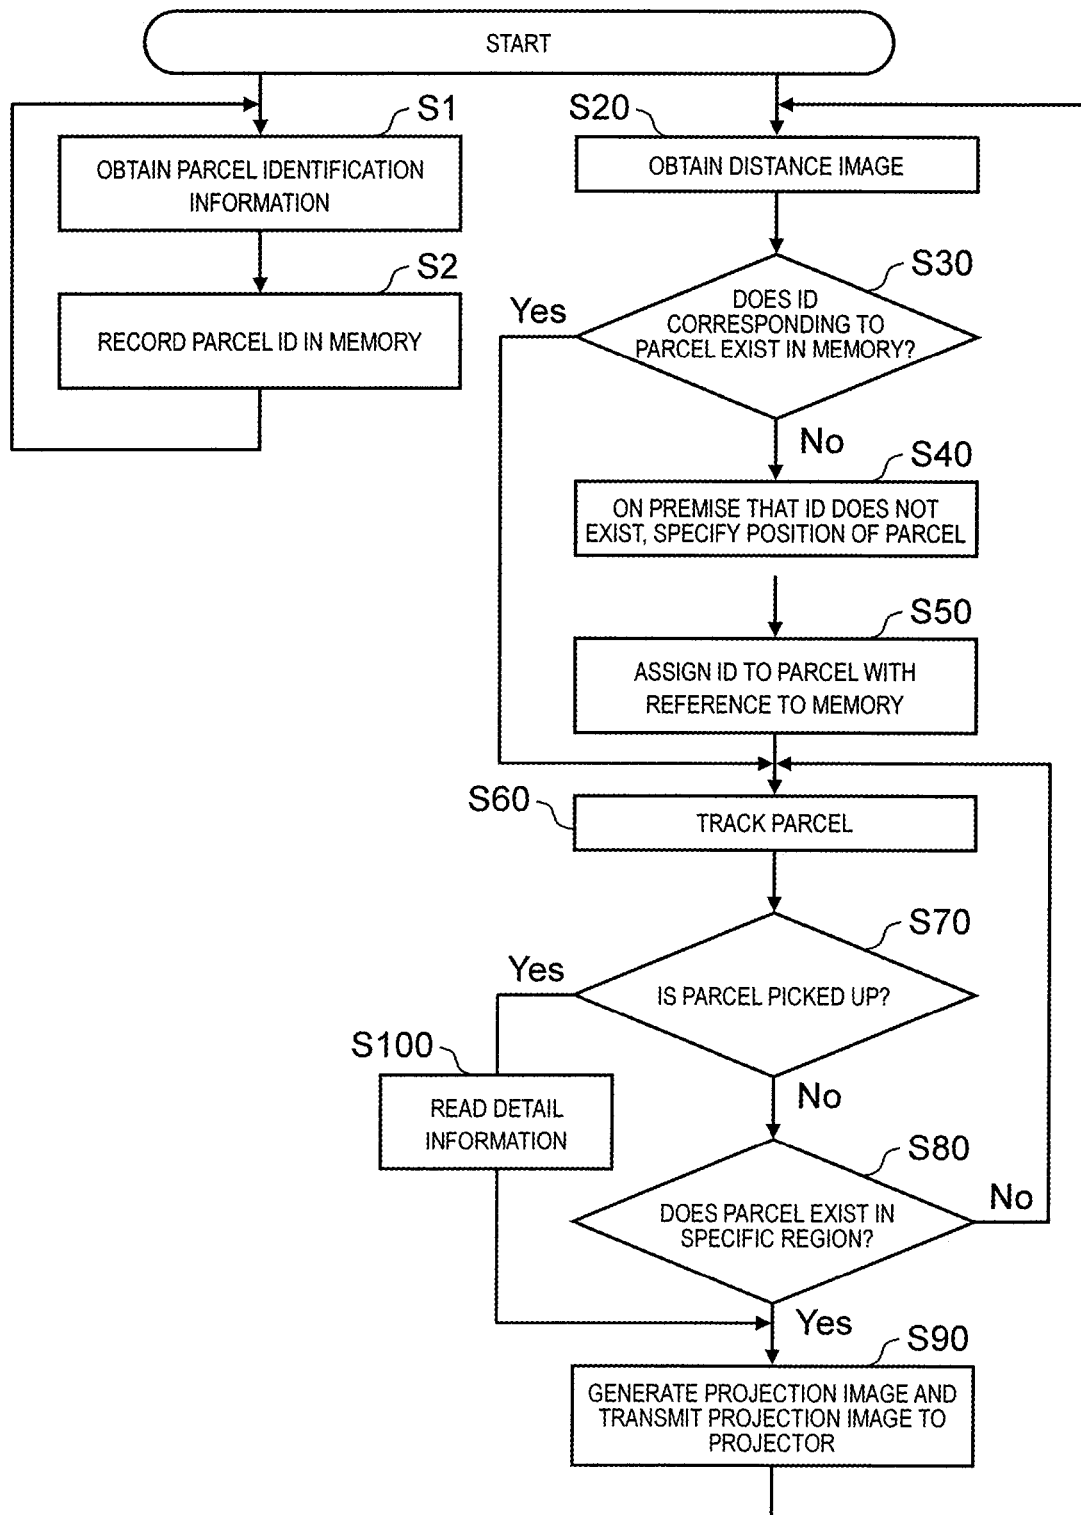 START
S1
OBTAIN PARCEL IDENTIFICATION
INFORMATION
S2
RECORD PARCEL ID IN MEMORY
S20
OBTAIN DISTANCE IMAGE
S30
DOES ID
CORRESPONDING TO
PARCEL EXIST IN MEMORY?
Yes
No
S40
ON PREMISE THAT ID DOES NOT
EXIST, SPECIFY POSITION OF PARCEL
S50
ASSIGN ID TO PARCEL WITH
REFERENCE TO MEMORY
S60
TRACK PARCEL
S70
IS PARCEL PICKED UP?
Yes
No
S100
READ DETAIL
INFORMATION
S80
DOES PARCEL EXIST IN
SPECIFIC REGION?
No
Yes
S90
GENERATE PROJECTION IMAGE AND
TRANSMIT PROJECTION IMAGE TO
PROJECTOR